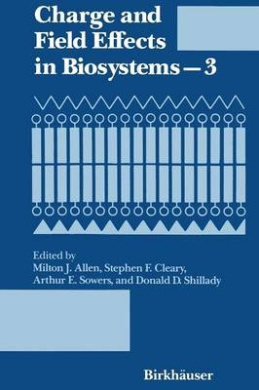 Charge and
Field Effects
in Biosystems—3
Edited by
Milton J. Allen, Stephen F. Cleary,
Arthur E. Sowers, and Donald D. Shillady
Birkhäuser